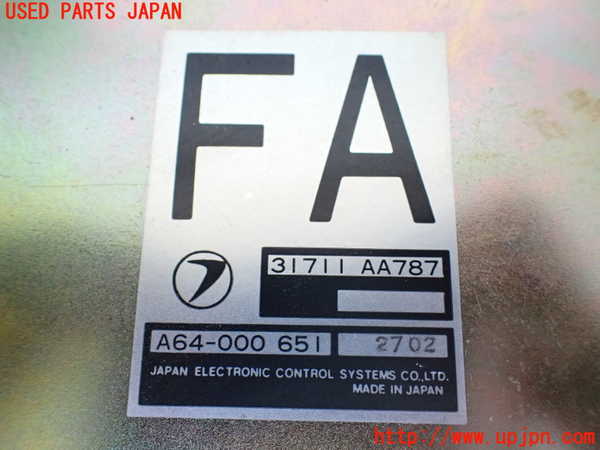 USED PARTS JAPAN
FA
31711 AA787
A64-000 651 2702
JAPAN ELECTRONIC CONTROL SYSTEMS CO.,LTD.
MADE IN JAPAN
http://www.upjpn.com/